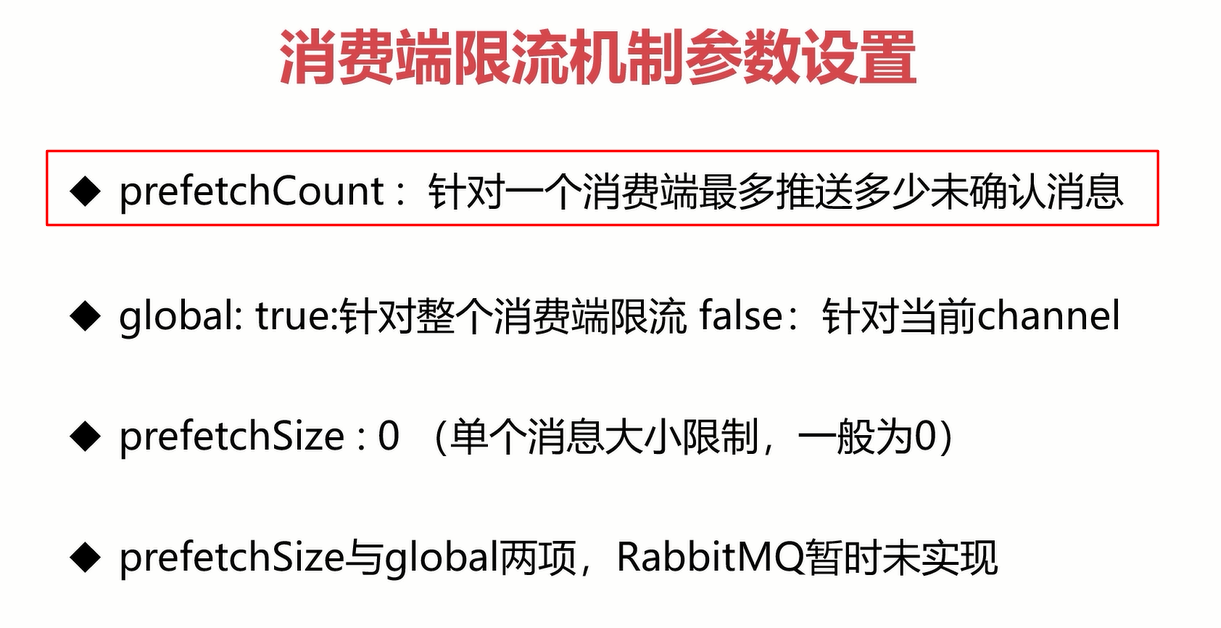 消费端限流机制参数设置
◆ prefetchCount : 针对一个消费端最多推送多少未确认消息
◆ global: true:针对整个消费端限流 false：针对当前channel
◆ prefetchSize : 0 （单个消息大小限制，一般为0）
◆ prefetchSize与global两项，RabbitMQ暂时未实现